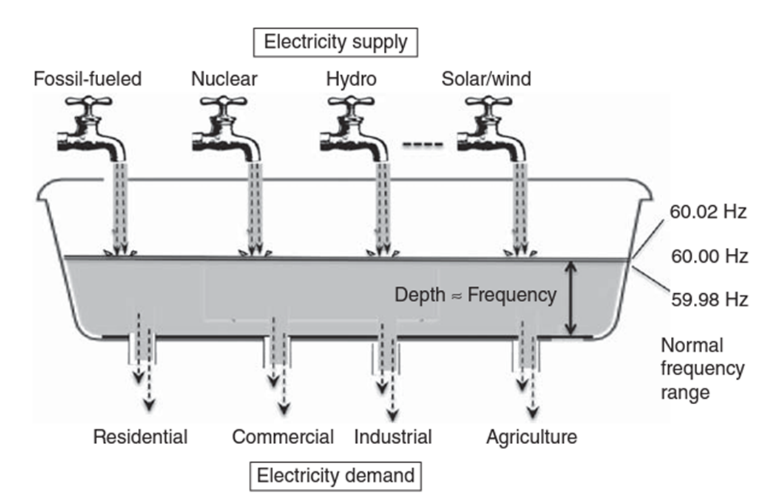 Electricity supply
Fossil-fueled
Nuclear
Hydro
Solar/wind
60.02 Hz
60.00 Hz
Depth ≈ Frequency
59.98 Hz
Normal
frequency
range
Residential
Commercial
Industrial
Agriculture
Electricity demand